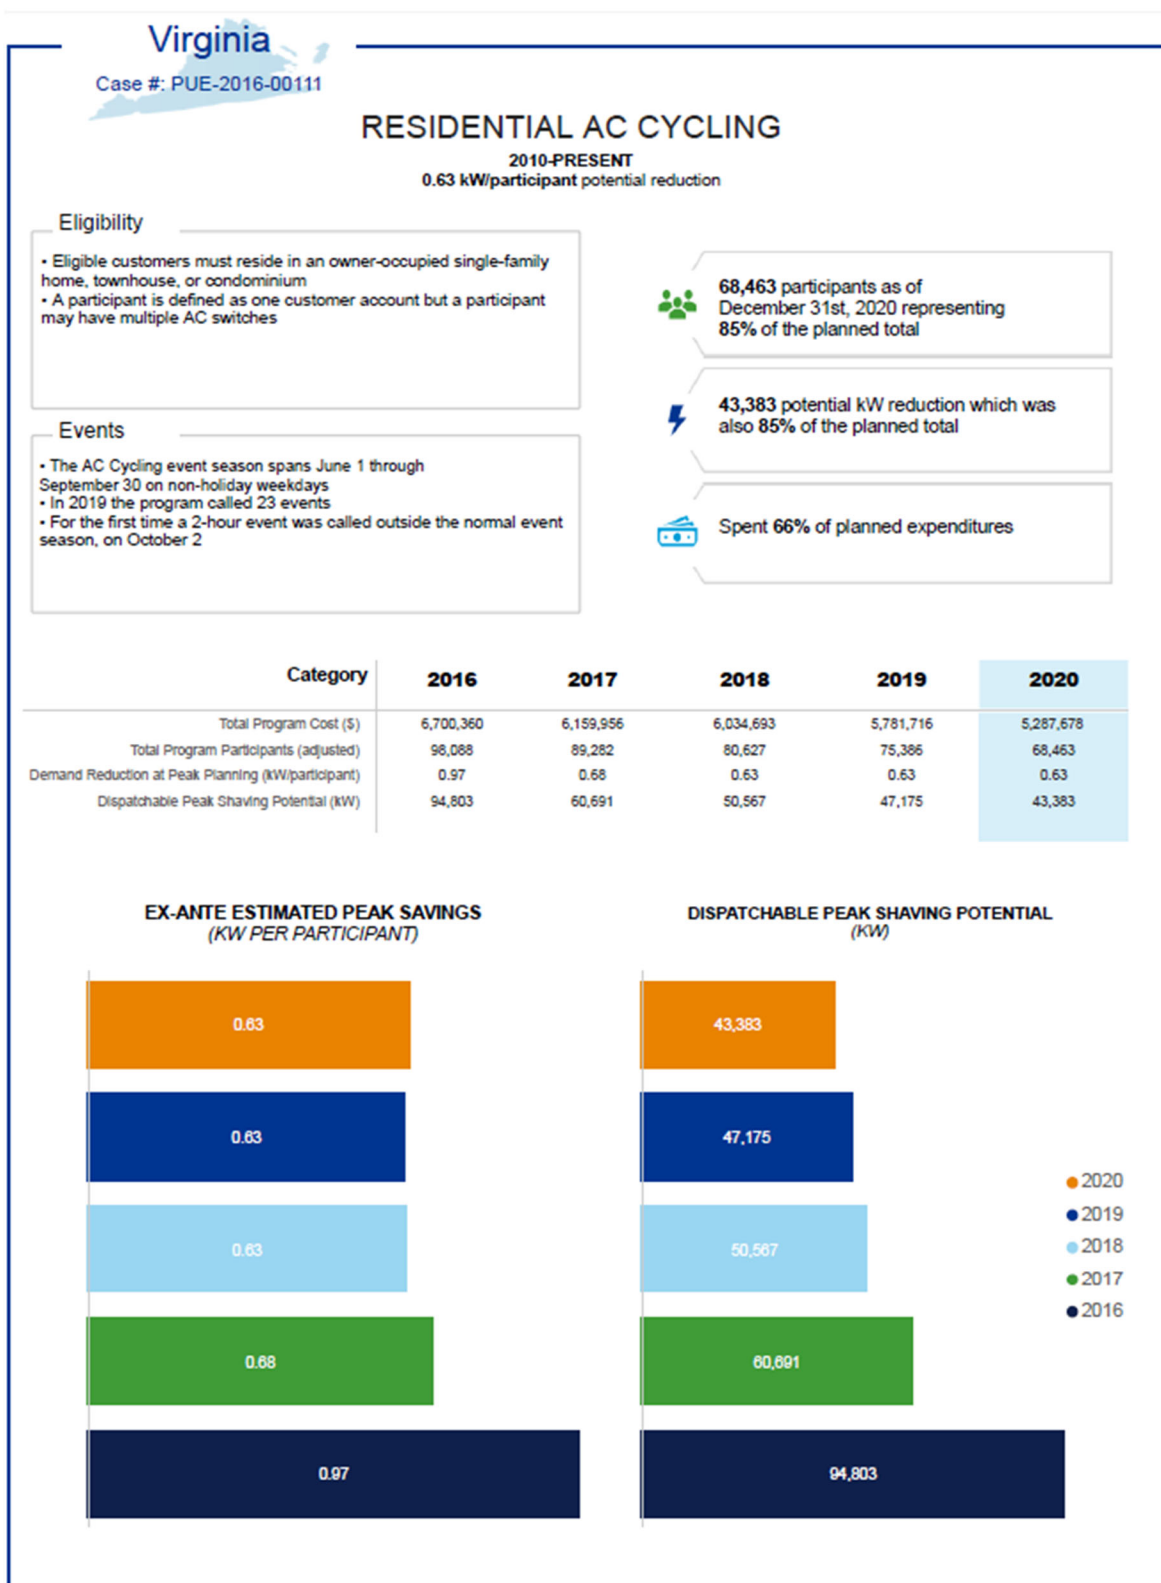 Virginia
Case #: PUE-2016-00111
RESIDENTIAL AC CYCLING
2010-PRESENT
0.63 kW/participant potential reduction
Eligibility
• Eligible customers must reside in an owner-occupied single-family
home, townhouse, or condominium
• A participant is defined as one customer account but a participant
may have multiple AC switches
68,463 participants as of
December 31st, 2020 representing
85% of the planned total
43,383 potential kW reduction which was
also 85% of the planned total
Events
• The AC Cycling event season spans June 1 through
September 30 on non-holiday weekdays
• In 2019 the program called 23 events
• For the first time a 2-hour event was called outside the normal event
season, on October 2
Spent 66% of planned expenditures
Category 2016 2017 2018 2019 2020
Total Program Cost ($) 6,700,360 6,159,956 6,034,693 5,781,716 5,287,678
Total Program Participants (adjusted) 98,088 89,282 80,627 75,386 68,463
Demand Reduction at Peak Planning (kW/participant) 0.97 0.68 0.63 0.63 0.63
Dispatchable Peak Shaving Potential (kW) 94,803 60,691 50,567 47,175 43,383
EX-ANTE ESTIMATED PEAK SAVINGS
(KW PER PARTICIPANT)
0.63
0.63
0.63
0.68
0.97
DISPATCHABLE PEAK SHAVING POTENTIAL
(KW)
43,383
47,175
50,567
60,691
94,803
2020
2019
2018
2017
2016